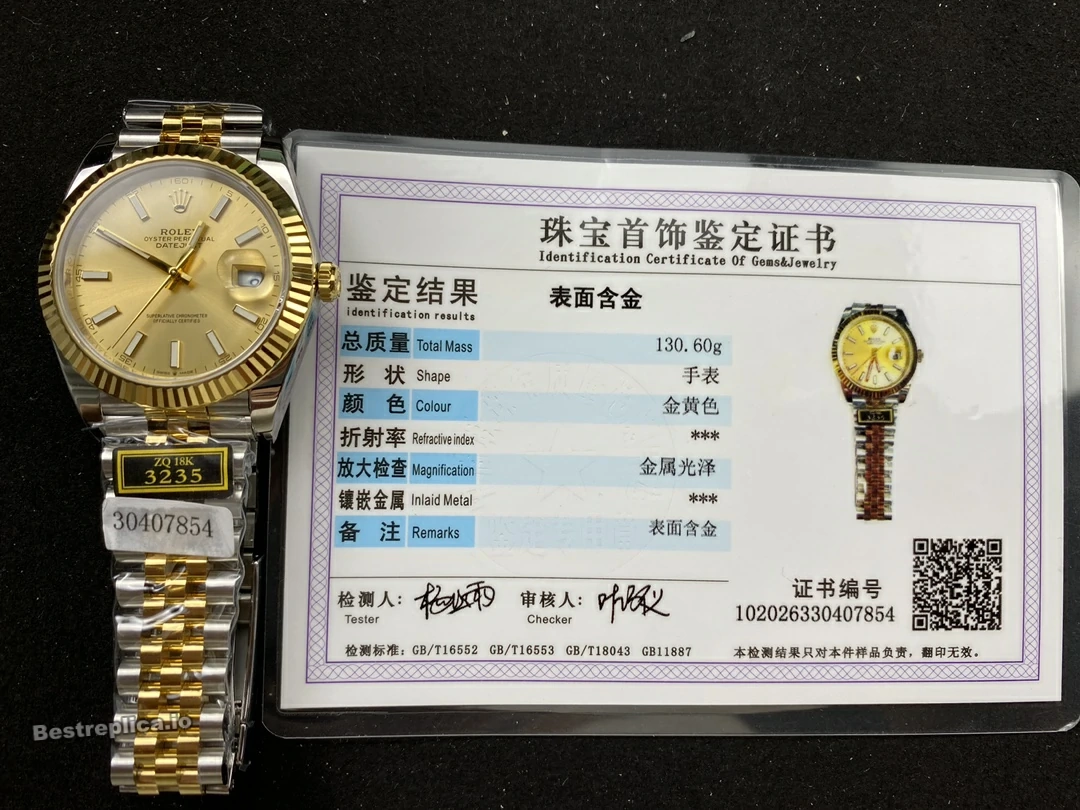 ROLEX
OYSTER PERPETUAL
DATEJUST
SUPERLATIVE CHRONOMETER
OFFICIALLY CERTIFIED
ZQ 18K
3235
30407854
Bestreplica.io
珠宝首饰鉴定证书
Identification Certificate Of Gems&Jewelry
鉴定结果 表面含金
identification results
总质量 Total Mass 130.60g
形 状 Shape 手表
颜 色 Colour 金黄色
折射率 Refractive index ***
放大检查 Magnification 金属光泽
镶嵌金属 Inlaid Metal ***
备 注 Remarks 表面含金
检测人: 审核人:
Tester Checker
检测标准: GB/T16552 GB/T16553 GB/T18043 GB11887
3235
证书编号
102026330407854
本检测结果只对本件样品负责,翻印无效。